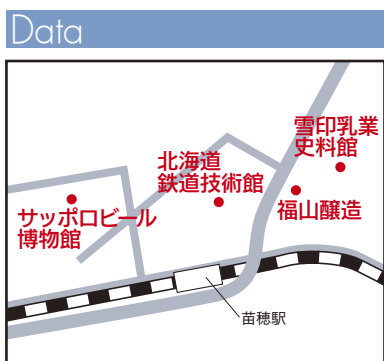 Data
雪印乳業
史料館
北海道
鉄道技術館
サッポロビール
博物館
福山醸造
苗穂駅